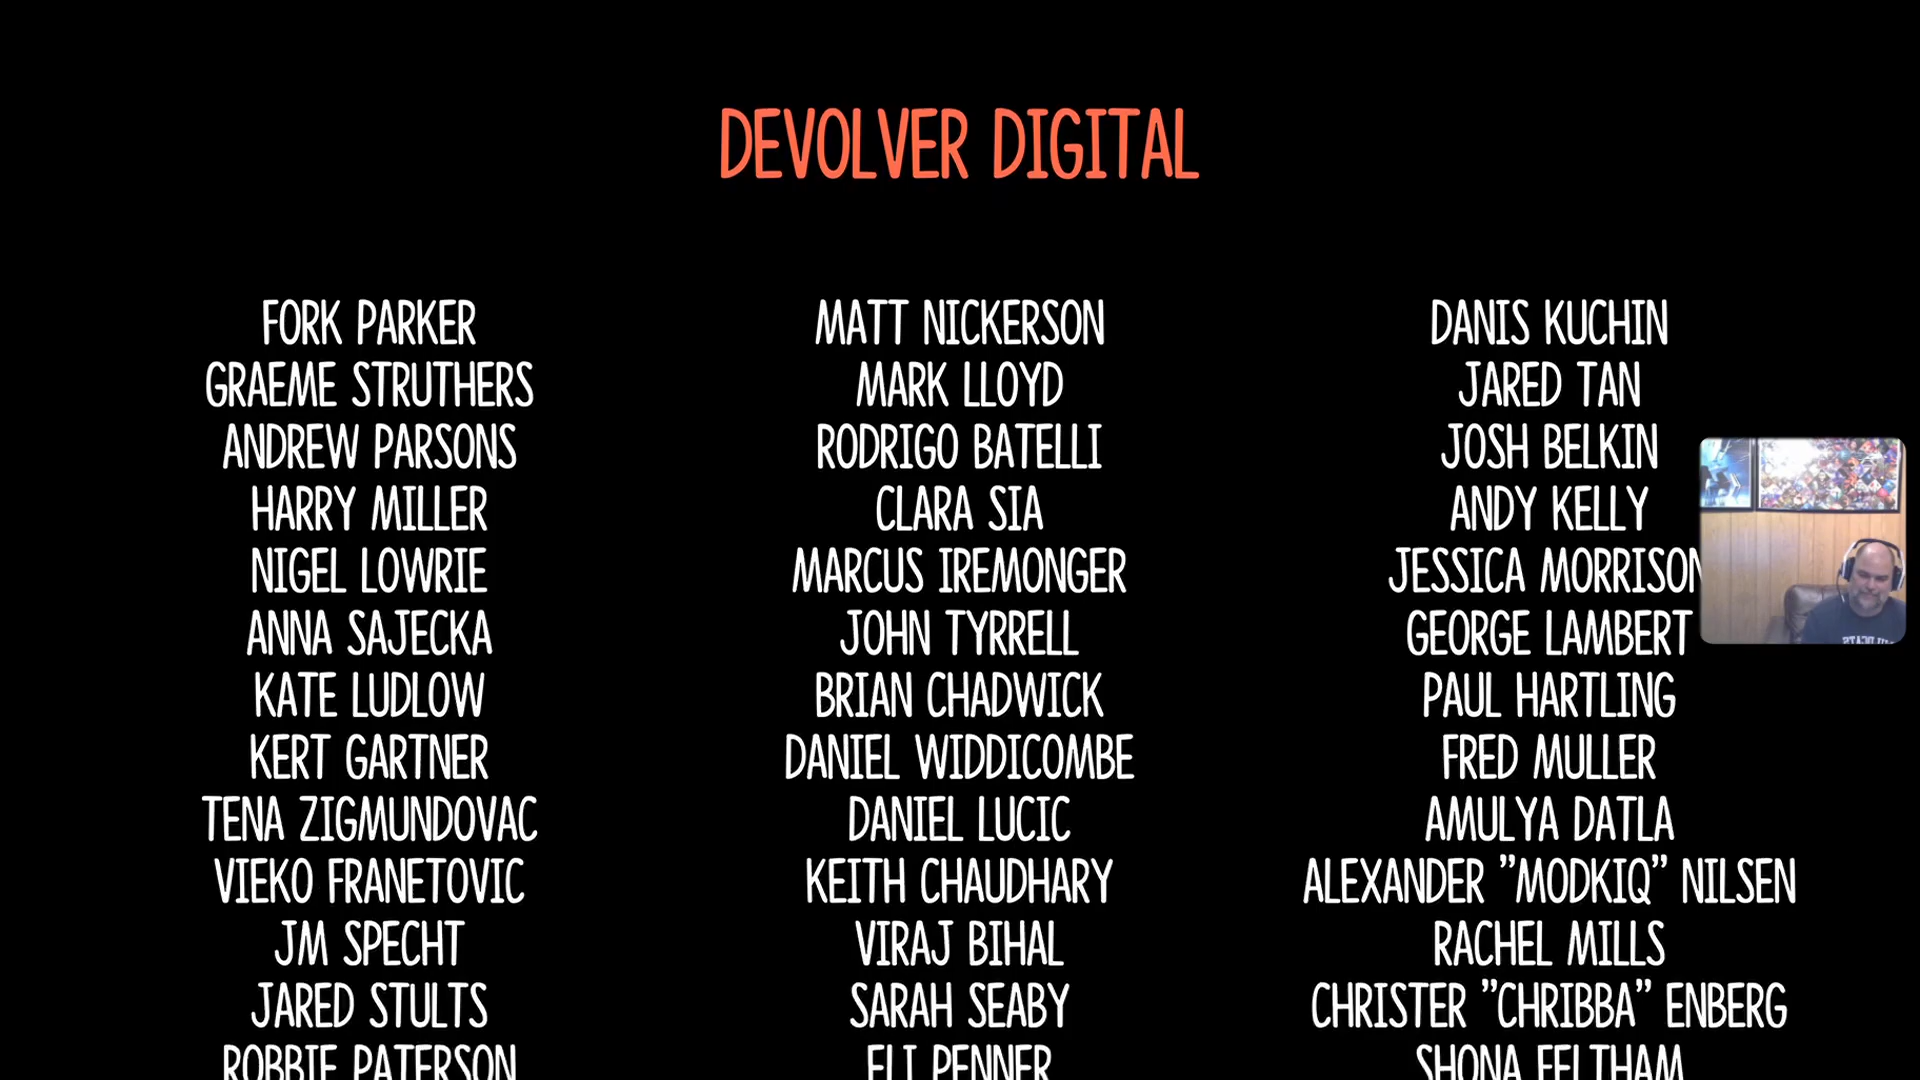 DEVOLVER DIGITAL
FORK PARKER
GRAEME STRUTHERS
ANDREW PARSONS
HARRY MILLER
NIGEL LOWRIE
ANNA SAJECKA
KATE LUDLOW
KERT GARTNER
TENA ZIGMUNDOVAC
VIEKO FRANETOVIC
JM SPECHT
JARED STULTS
ROBBIE PATERSON
MATT NICKERSON
MARK LLOYD
RODRIGO BATELLI
CLARA SIA
MARCUS IREMONGER
JOHN TYRRELL
BRIAN CHADWICK
DANIEL WIDDICOMBE
DANIEL LUCIC
KEITH CHAUDHARY
VIRAJ BIHAL
SARAH SEABY
ELI PENNER
DANIS KUCHIN
JARED TAN
JOSH BELKIN
ANDY KELLY
JESSICA MORRISON
GEORGE LAMBERT
PAUL HARTLING
FRED MULLER
AMULYA DATLA
ALEXANDER "MODKIQ" NILSEN
RACHEL MILLS
CHRISTER "CHRIBBA" ENBERG
SHONA FELTHAM